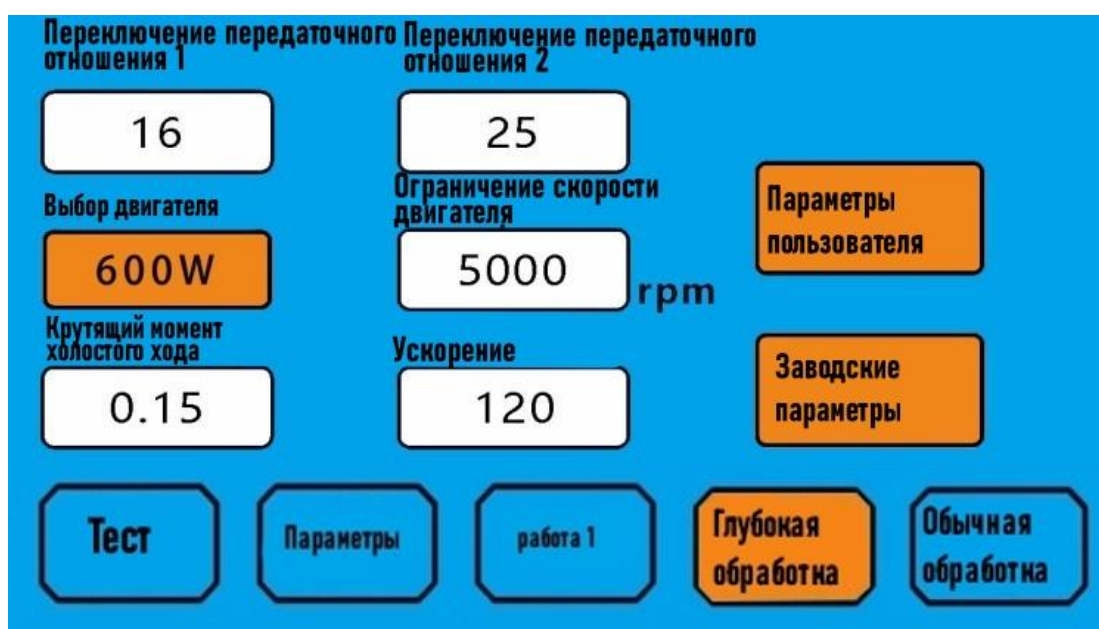 Переключение передаточного
отношения 1
Переключение передаточного
отношения 2
16
25
Выбор двигателя
Ограничение скорости
двигателя
Параметры
пользователя
600W
5000
rpm
Крутящий момент
холостого хода
Ускорение
Заводские
параметры
0.15
120
Тест
Параметры
работа 1
Глубокая
обработка
Обычная
обработка